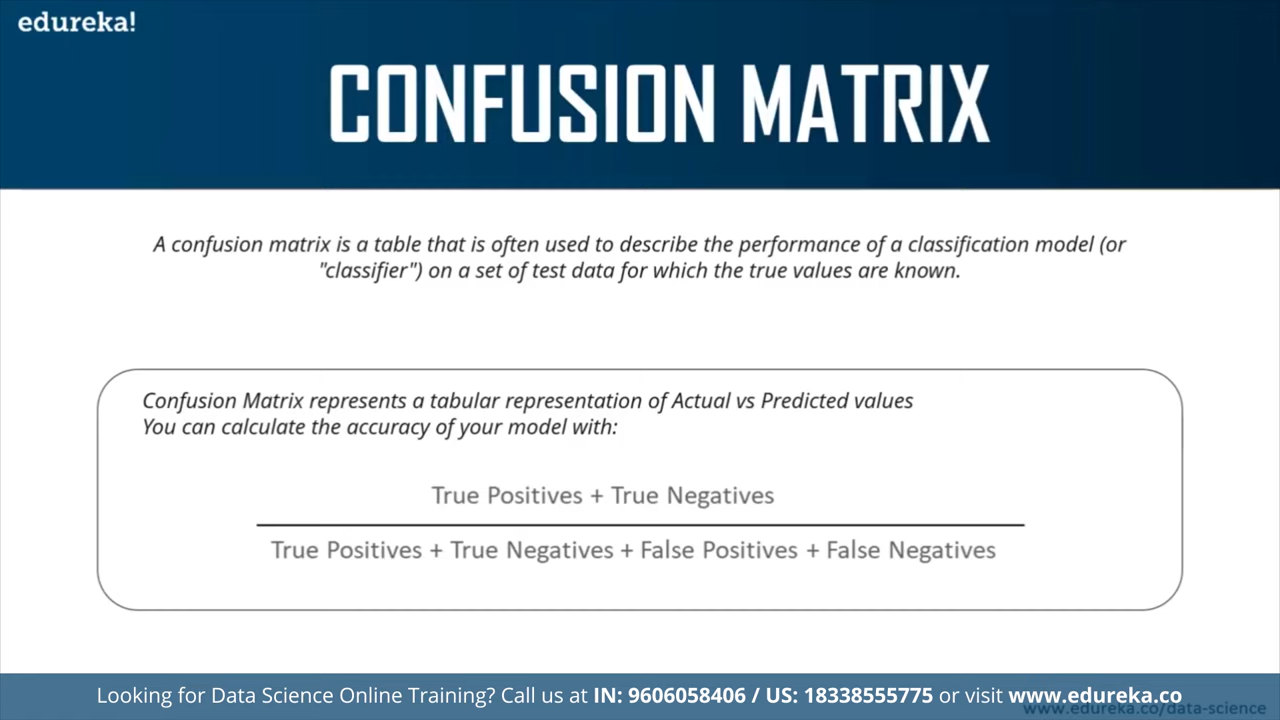 edureka!
CONFUSION MATRIX
A confusion matrix is a table that is often used to describe the performance of a classification model (or
"classifier") on a set of test data for which the true values are known.
Confusion Matrix represents a tabular representation of Actual vs Predicted values
You can calculate the accuracy of your model with:
True Positives + True Negatives
True Positives + True Negatives + False Positives + False Negatives
Looking for Data Science Online Training? Call us at IN: 9606058406 / US: 18338555775 or visit www.edureka.co
www.edureka.co/data-science